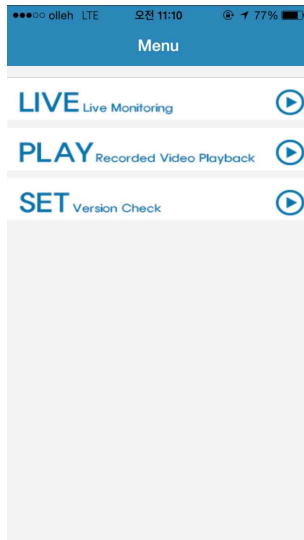 olleh LTE 오전 11:10 77%
Menu
LIVE Live Monitoring
PLAY Recorded Video Playback
SET Version Check